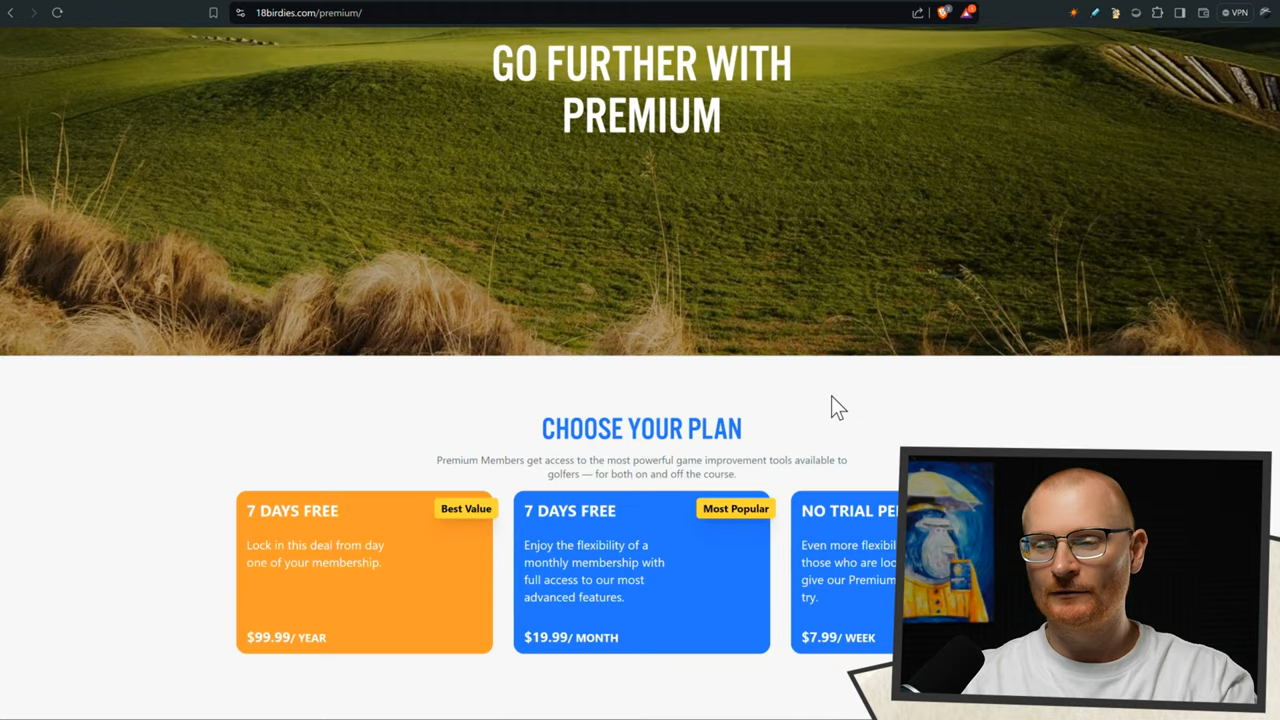 18birdies.com/premium/
VPN
GO FURTHER WITH
PREMIUM
CHOOSE YOUR PLAN
Premium Members get access to the most powerful game improvement tools available to
golfers — for both on and off the course.
7 DAYS FREE
Best Value
Lock in this deal from day
one of your membership.
$99.99/ YEAR
7 DAYS FREE
Most Popular
Enjoy the flexibility of a
monthly membership with
full access to our most
advanced features.
$19.99/ MONTH
NO TRIAL
Even more
those who are
give our Premium
try.
$7.99/ WEEK